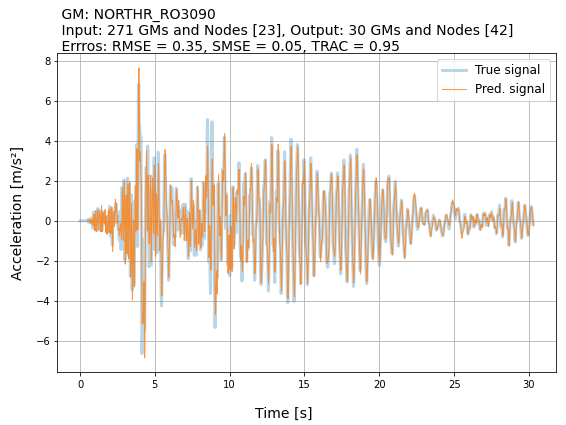 GM: NORTHR_RO3090
Input: 271 GMs and Nodes [23], Output: 30 GMs and Nodes [42]
Errros: RMSE = 0.35, SMSE = 0.05, TRAC = 0.95
True signal
Pred. signal
8
6
4
2
0
−2
−4
−6
Acceleration [m/s²]
0 5 10 15 20 25 30
Time [s]